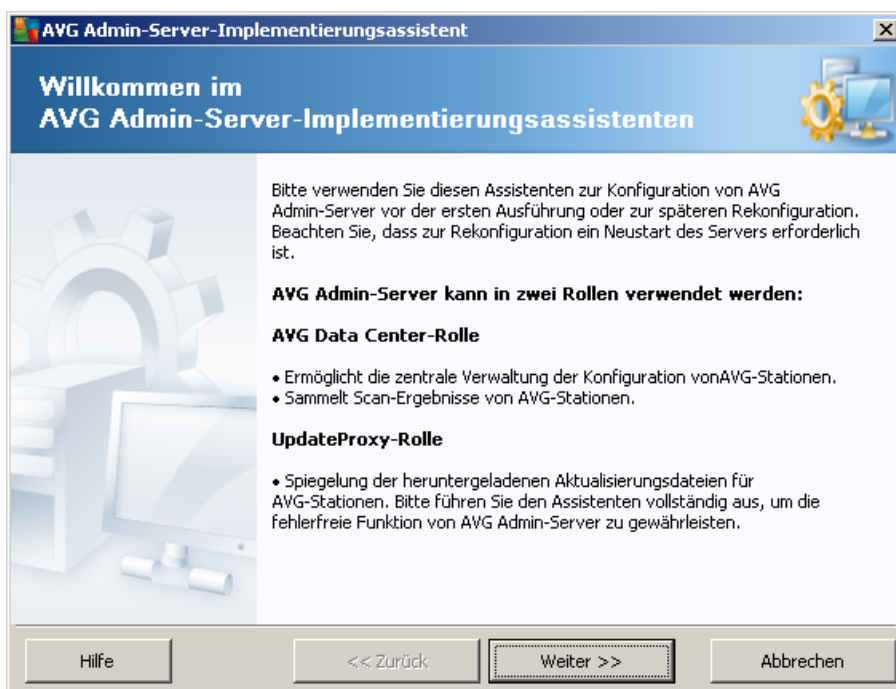 AVG Admin-Server-Implementierungsassistent
Willkommen im
AVG Admin-Server-Implementierungsassistenten
Bitte verwenden Sie diesen Assistenten zur Konfiguration von AVG
Admin-Server vor der ersten Ausführung oder zur späteren Rekonfiguration.
Beachten Sie, dass zur Rekonfiguration ein Neustart des Servers erforderlich
ist.
AVG Admin-Server kann in zwei Rollen verwendet werden:
AVG Data Center-Rolle
• Ermöglicht die zentrale Verwaltung der Konfiguration vonAVG-Stationen.
• Sammelt Scan-Ergebnisse von AVG-Stationen.
UpdateProxy-Rolle
• Spiegelung der heruntergeladenen Aktualisierungsdateien für
AVG-Stationen. Bitte führen Sie den Assistenten vollständig aus, um die
fehlerfreie Funktion von AVG Admin-Server zu gewährleisten.
Hilfe
<< Zurück
Weiter >>
Abbrechen